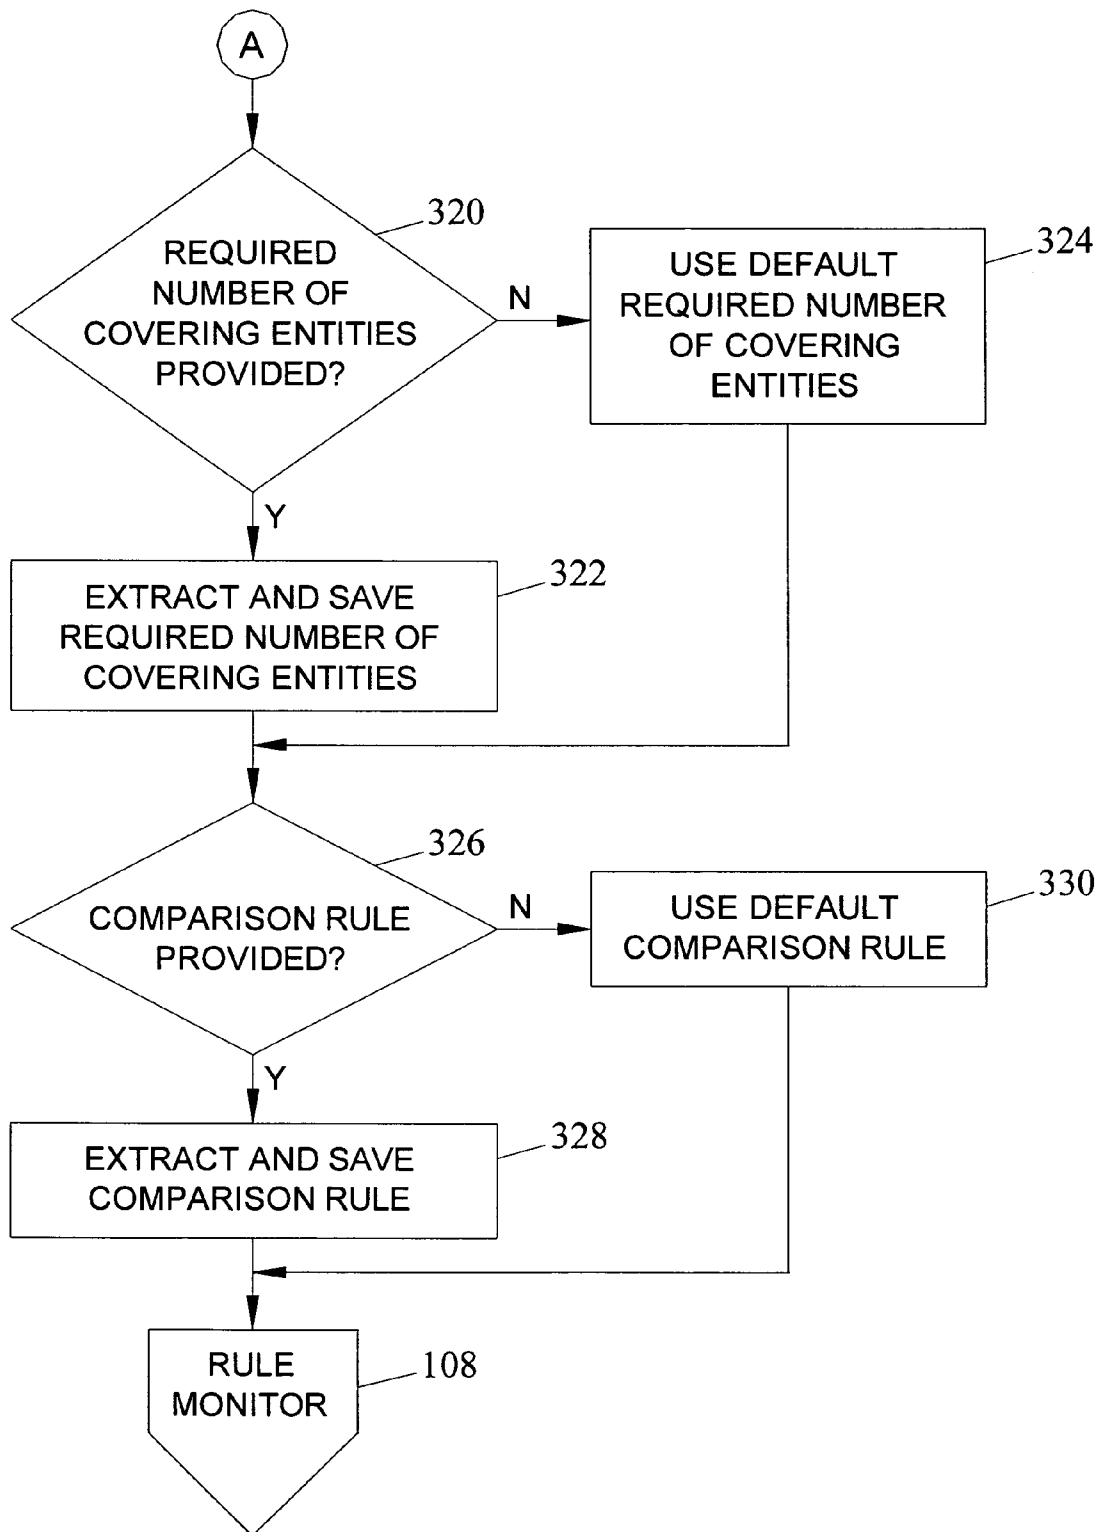 A
320
REQUIRED
NUMBER OF
COVERING ENTITIES
PROVIDED?
N
324
USE DEFAULT
REQUIRED NUMBER
OF COVERING
ENTITIES
Y
322
EXTRACT AND SAVE
REQUIRED NUMBER OF
COVERING ENTITIES
326
COMPARISON RULE
PROVIDED?
N
330
USE DEFAULT
COMPARISON RULE
Y
328
EXTRACT AND SAVE
COMPARISON RULE
RULE
MONITOR
108